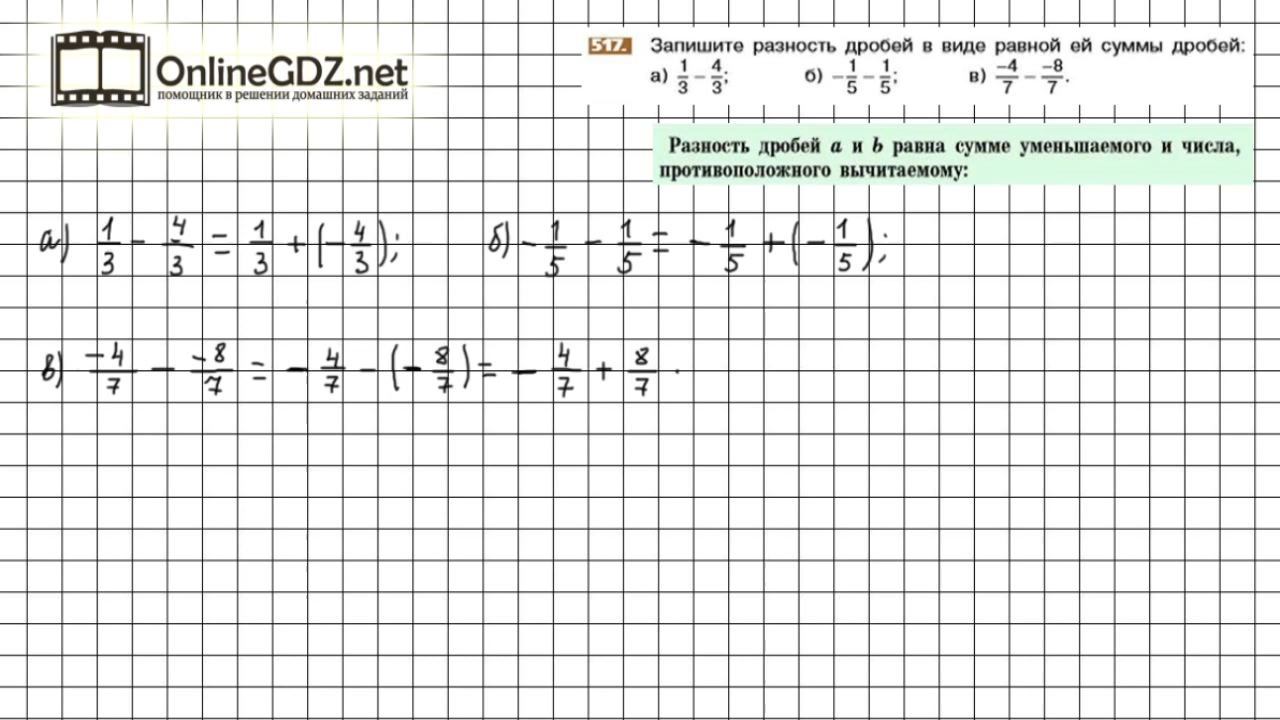 OnlineGDZ.net
помощник в решении домашних заданий
517. Запишите разность дробей в виде равной ей суммы дробей:
а) 1/3 − 4/3; б) −1/5 − 1/5; в) −4/7 − −8/7.
Разность дробей a и b равна сумме уменьшаемого и числа,
противоположного вычитаемому:
а) 1/3 − 4/3 = 1/3 + (−4/3); б) −1/5 − 1/5 = −1/5 + (−1/5);
в) −4/7 − −8/7 = −4/7 − (−8/7) = −4/7 + 8/7.